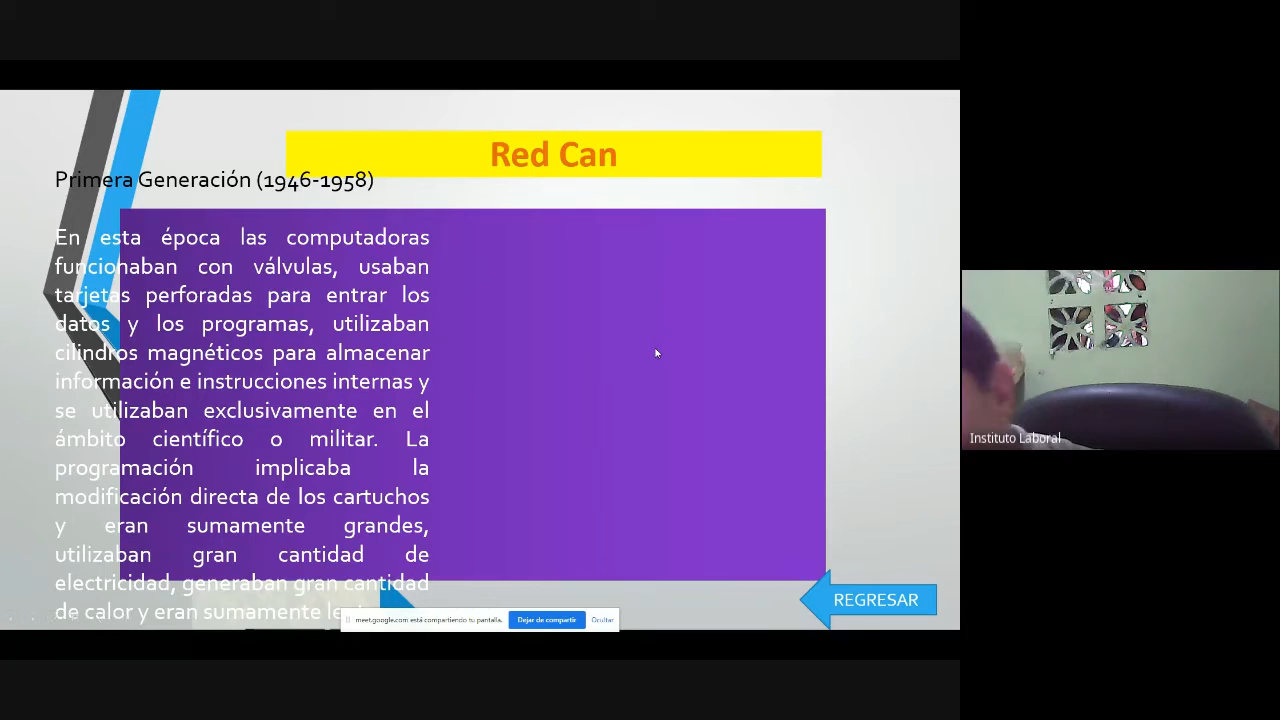 Red Can
Primera Generación (1946-1958)
En esta época las computadoras
funcionaban con válvulas, usaban
tarjetas perforadas para entrar los
datos y los programas, utilizaban
cilindros magnéticos para almacenar
información e instrucciones internas y
se utilizaban exclusivamente en el
ámbito científico o militar. La
programación implicaba la
modificación directa de los cartuchos
y eran sumamente grandes,
utilizaban gran cantidad de
electricidad, generaban gran cantidad
de calor y eran sumamente
REGRESAR
meet.google.com está compartiendo tu pantalla.
Dejar de compartir
Ocultar
Instituto Laboral